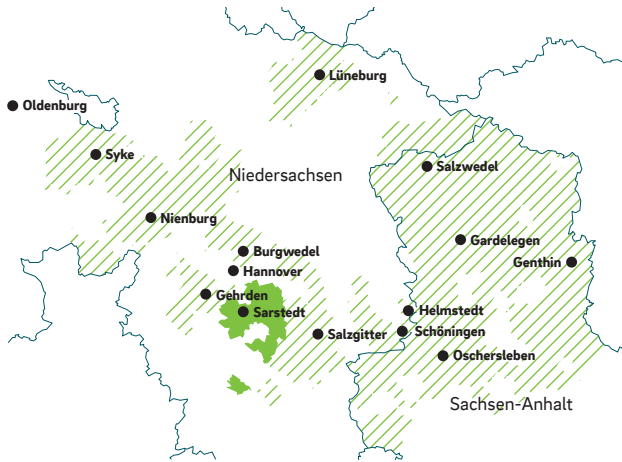 Lüneburg
Oldenburg
Syke
Salzwedel
Niedersachsen
Nienburg
Gardelegen
Burgwedel
Genthin
Hannover
Gehrden
Sarstedt
Helmstedt
Salzgitter
Schöningen
Oschersleben
Sachsen-Anhalt